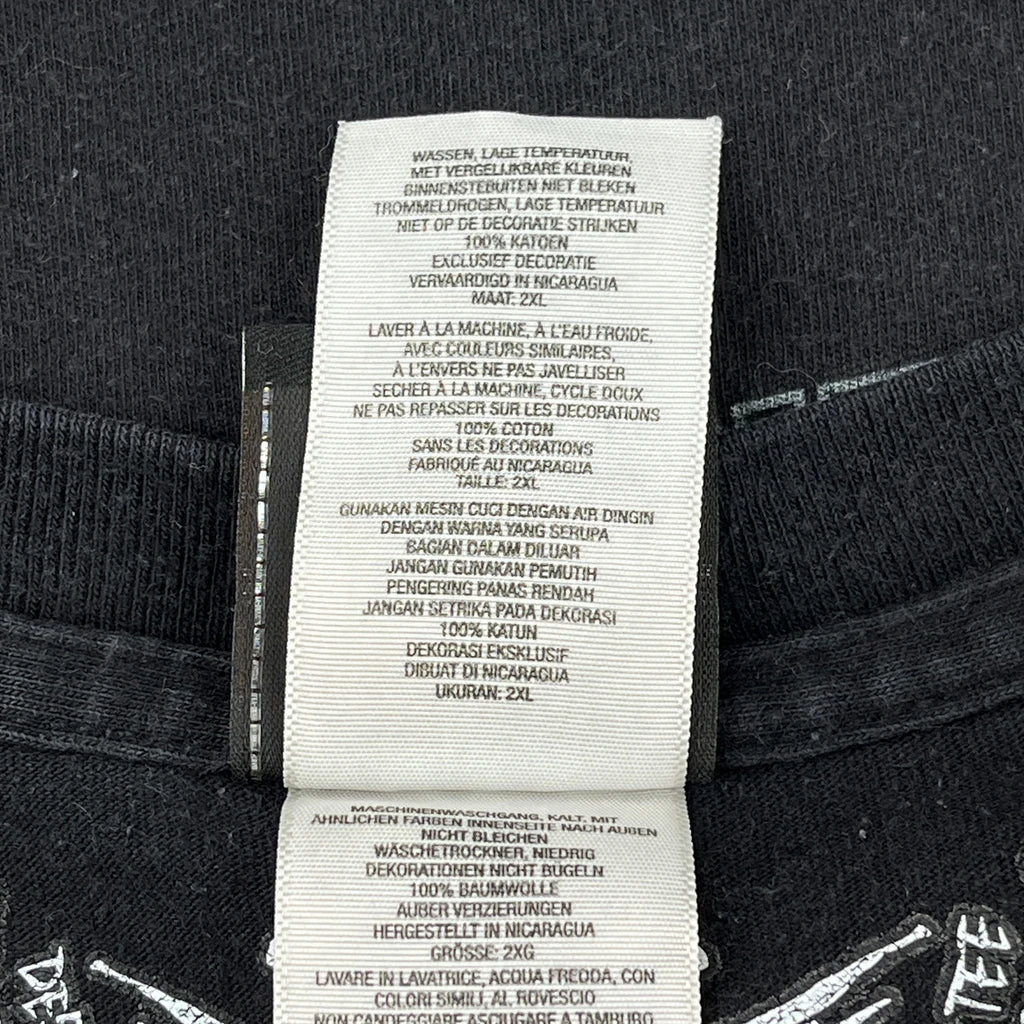 WASSEN, LAGE TEMPERATUUR,
MET VERGELIJKBARE KLEUREN
BINNENSTEBUITEN NIET BLEKEN
TROMMELDROGEN, LAGE TEMPERATUUR
NIET OP DE DECORATIE STRIJKEN
100% KATOEN
EXCLUSIEF DECORATIE
VERVAARDIGD IN NICARAGUA
MAAT: 2XL
LAVER À LA MACHINE, À L'EAU FROIDE,
AVEC COULEURS SIMILAIRES,
À L'ENVERS NE PAS JAVELLISER
SECHER À LA MACHINE, CYCLE DOUX
NE PAS REPASSER SUR LES DECORATIONS
100% COTON
SANS LES DECORATIONS
FABRIQUÉ AU NICARAGUA
TAILLE: 2XL
GUNAKAN MESIN CUCI DENGAN AIR DINGIN
DENGAN WARNA YANG SERUPA
BAGIAN DALAM DILUAR
JANGAN GUNAKAN PEMUTIH
PENGERING PANAS RENDAH
JANGAN SETRIKA PADA DEKORASI
100% KATUN
DEKORASI EKSKLUSIF
DIBUAT DI NICARAGUA
UKURAN: 2XL
MASCHINENWASCHGANG, KALT, MIT
ÄHNLICHEN FARBEN INNENSEITE NACH AUßEN
NICHT BLEICHEN
WÄSCHETROCKNER, NIEDRIG
DEKORATIONEN NICHT BUGELN
100% BAUMWOLLE
AUßER VERZIERUNGEN
HERGESTELLT IN NICARAGUA
GRÖSSE: 2XG
LAVARE IN LAVATRICE, ACQUA FREDDA, CON
COLORI SIMILI, AL ROVESCIO
NON CANDEGGIARE ASCIUGARE A TAMBURO